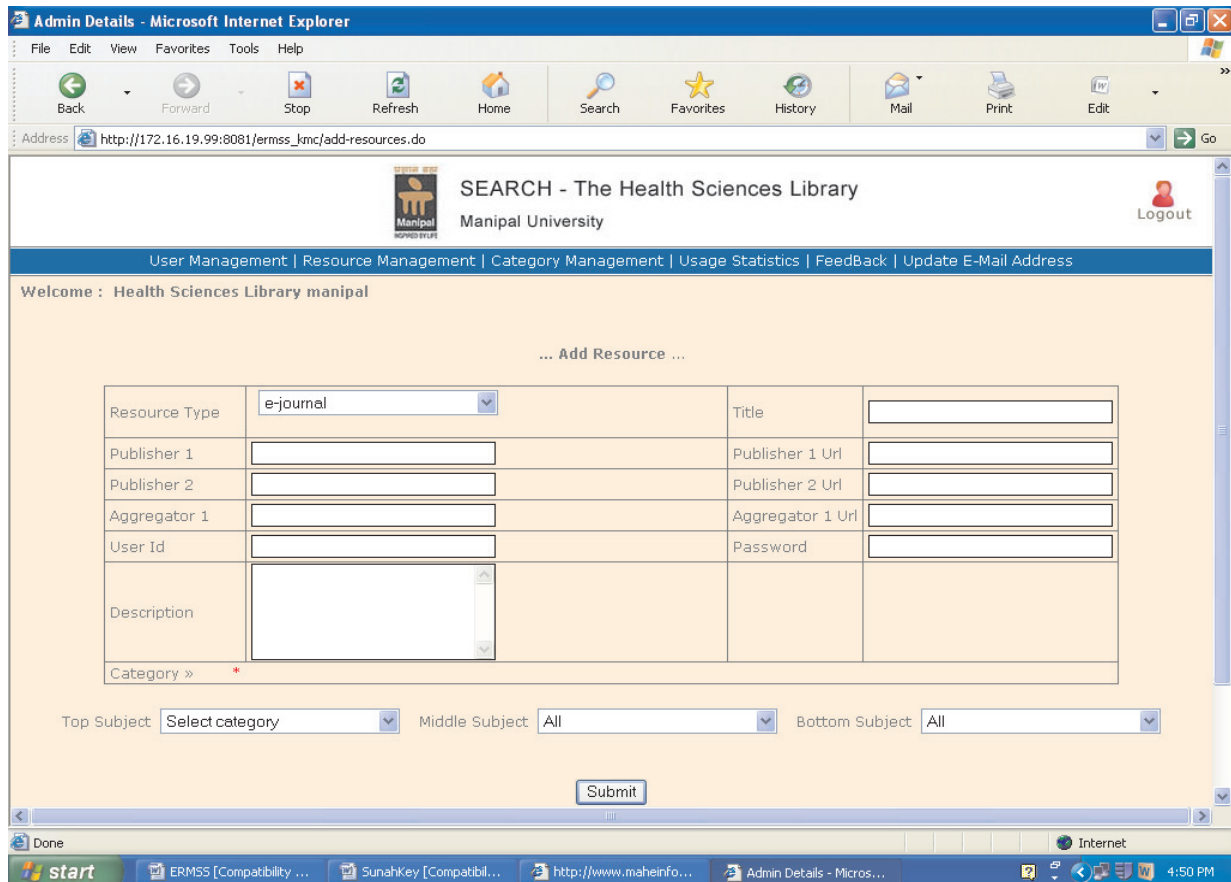 Admin Details - Microsoft Internet Explorer
File Edit View Favorites Tools Help
Back Forward Stop Refresh Home Search Favorites History Mail Print Edit
Address http://172.16.19.99:8081/ermss_kmc/add-resources.do Go
Manipal
INSPIRED BY LIFE
SEARCH - The Health Sciences Library
Manipal University
Logout
User Management | Resource Management | Category Management | Usage Statistics | FeedBack | Update E-Mail Address
Welcome : Health Sciences Library manipal
... Add Resource ...
Resource Type e-journal Title
Publisher 1 Publisher 1 Url
Publisher 2 Publisher 2 Url
Aggregator 1 Aggregator 1 Url
User Id Password
Description
Category » *
Top Subject Select category Middle Subject All Bottom Subject All
Submit
Done Internet
start ERMSS [Compatibility ... SunahKey [Compatibil... http://www.maheinfo... Admin Details - Micros... 4:50 PM